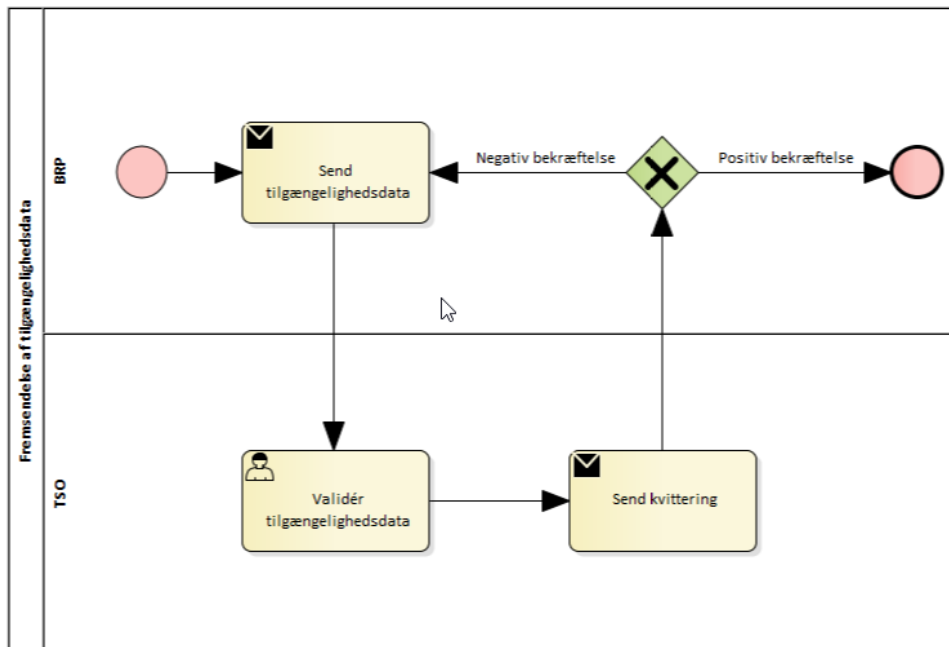 Fremsendelse af tilgængelighedsdata
BRP
Send
tilgængelighedsdata
Negativ bekræftelse
Positiv bekræftelse
TSO
Validér
tilgængelighedsdata
Send kvittering